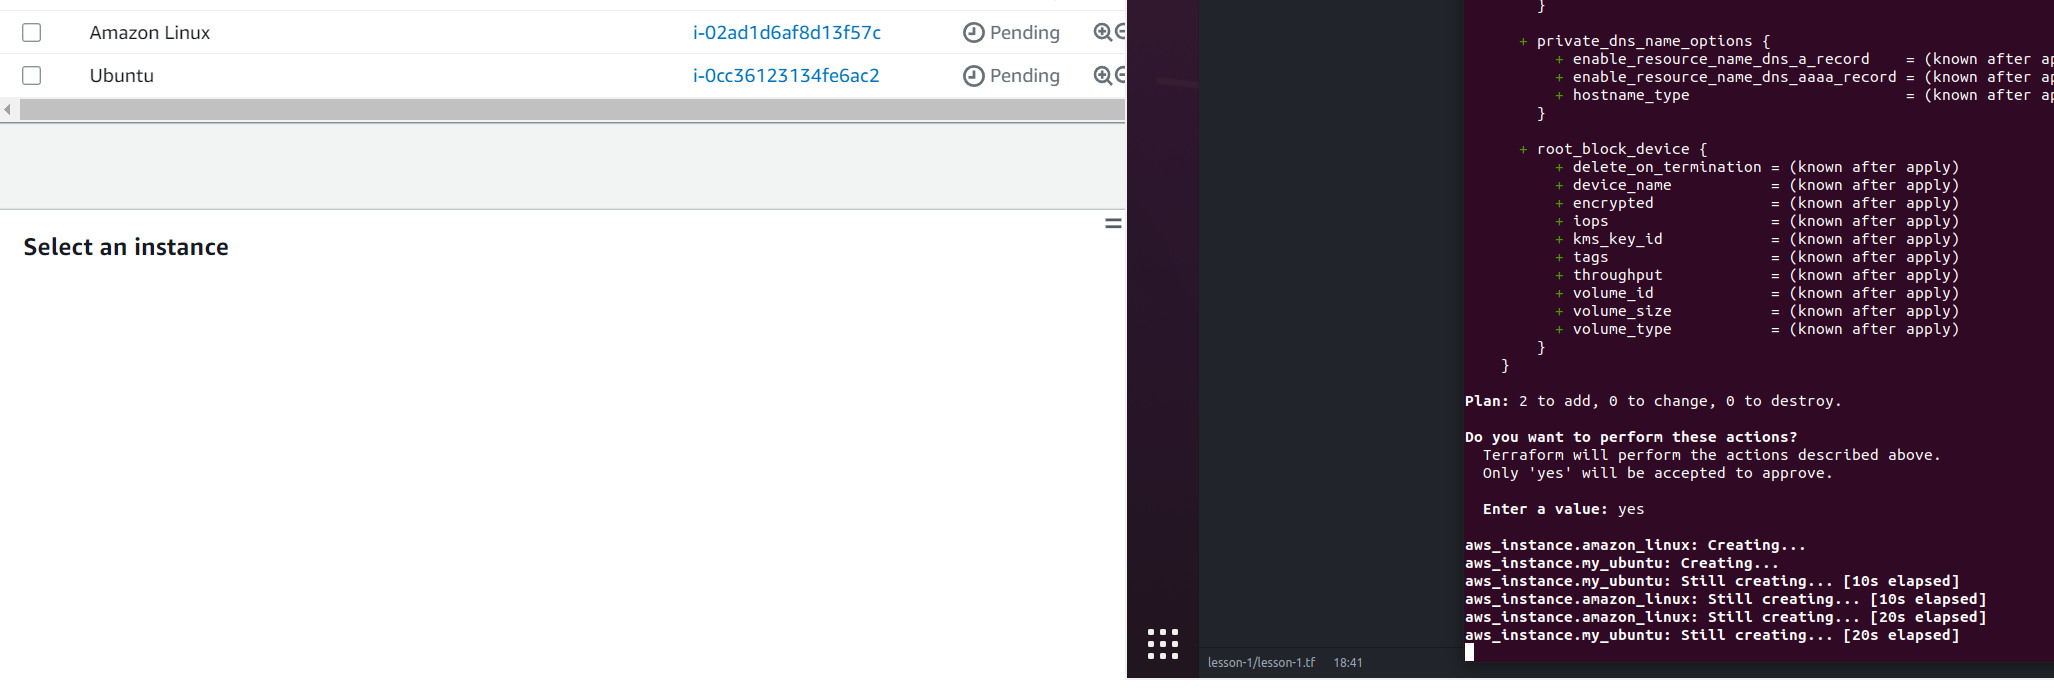 Amazon Linux i-02ad1d6af8d13f57c Pending
Ubuntu i-0cc36123134fe6ac2 Pending
Select an instance
}
+ private_dns_name_options {
+ enable_resource_name_dns_a_record = (known after ap
+ enable_resource_name_dns_aaaa_record = (known after ap
+ hostname_type = (known after ap
}
+ root_block_device {
+ delete_on_termination = (known after apply)
+ device_name = (known after apply)
+ encrypted = (known after apply)
+ iops = (known after apply)
+ kms_key_id = (known after apply)
+ tags = (known after apply)
+ throughput = (known after apply)
+ volume_id = (known after apply)
+ volume_size = (known after apply)
+ volume_type = (known after apply)
}
}
Plan: 2 to add, 0 to change, 0 to destroy.
Do you want to perform these actions?
Terraform will perform the actions described above.
Only 'yes' will be accepted to approve.
Enter a value: yes
aws_instance.amazon_linux: Creating...
aws_instance.my_ubuntu: Creating...
aws_instance.my_ubuntu: Still creating... [10s elapsed]
aws_instance.amazon_linux: Still creating... [10s elapsed]
aws_instance.amazon_linux: Still creating... [20s elapsed]
aws_instance.my_ubuntu: Still creating... [20s elapsed]
lesson-1/lesson-1.tf 18:41